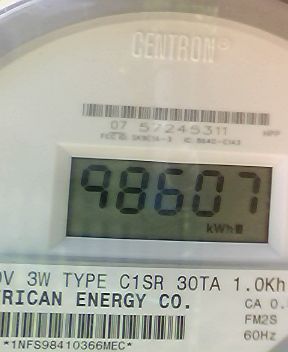 CENTRON®
07 57245311
98607
kWh
V 3W TYPE C1SR 30TA 1.0Kh
RICAN ENERGY CO.
CA 0.
FM2S
60Hz
*1NFS98410366MEC*